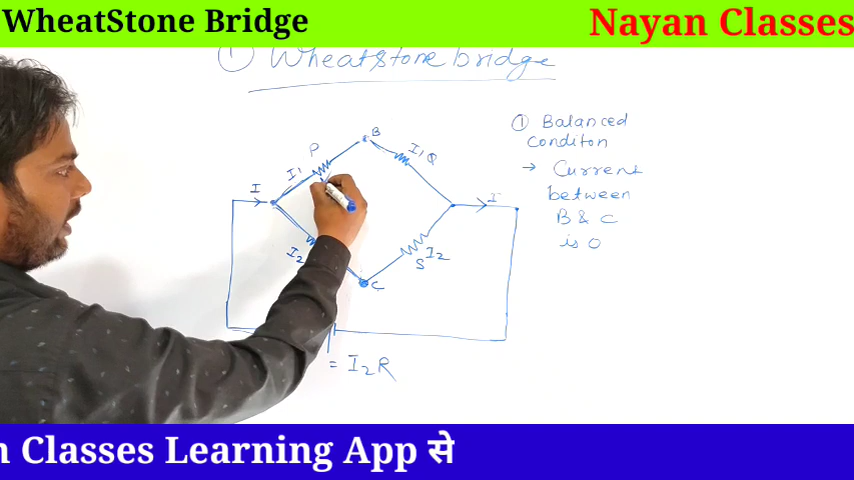 WheatStone Bridge
Nayan Classes
① Wheatstone bridge
① Balanced
conditon
→ Current
between
B & C
is 0
B
P
I1 Q
I1
I
I
I2
I2
S
C
= I2R
n Classes Learning App से